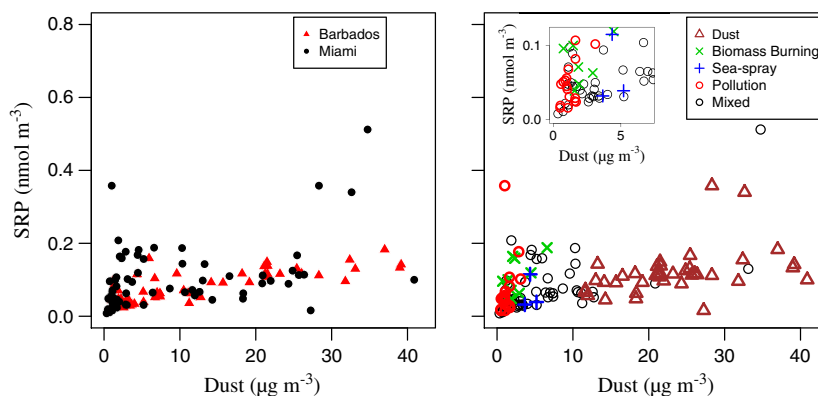 Barbados
Miami
SRP (nmol m-3)
0.8
0.6
0.4
0.2
0.0
0 10 20 30 40
Dust (µg m-3)
Dust
Biomass Burning
Sea-spray
Pollution
Mixed
SRP (nmol m-3)
0.1
0.0
0 5
Dust (µg m-3)
0 10 20 30 40
Dust (µg m-3)